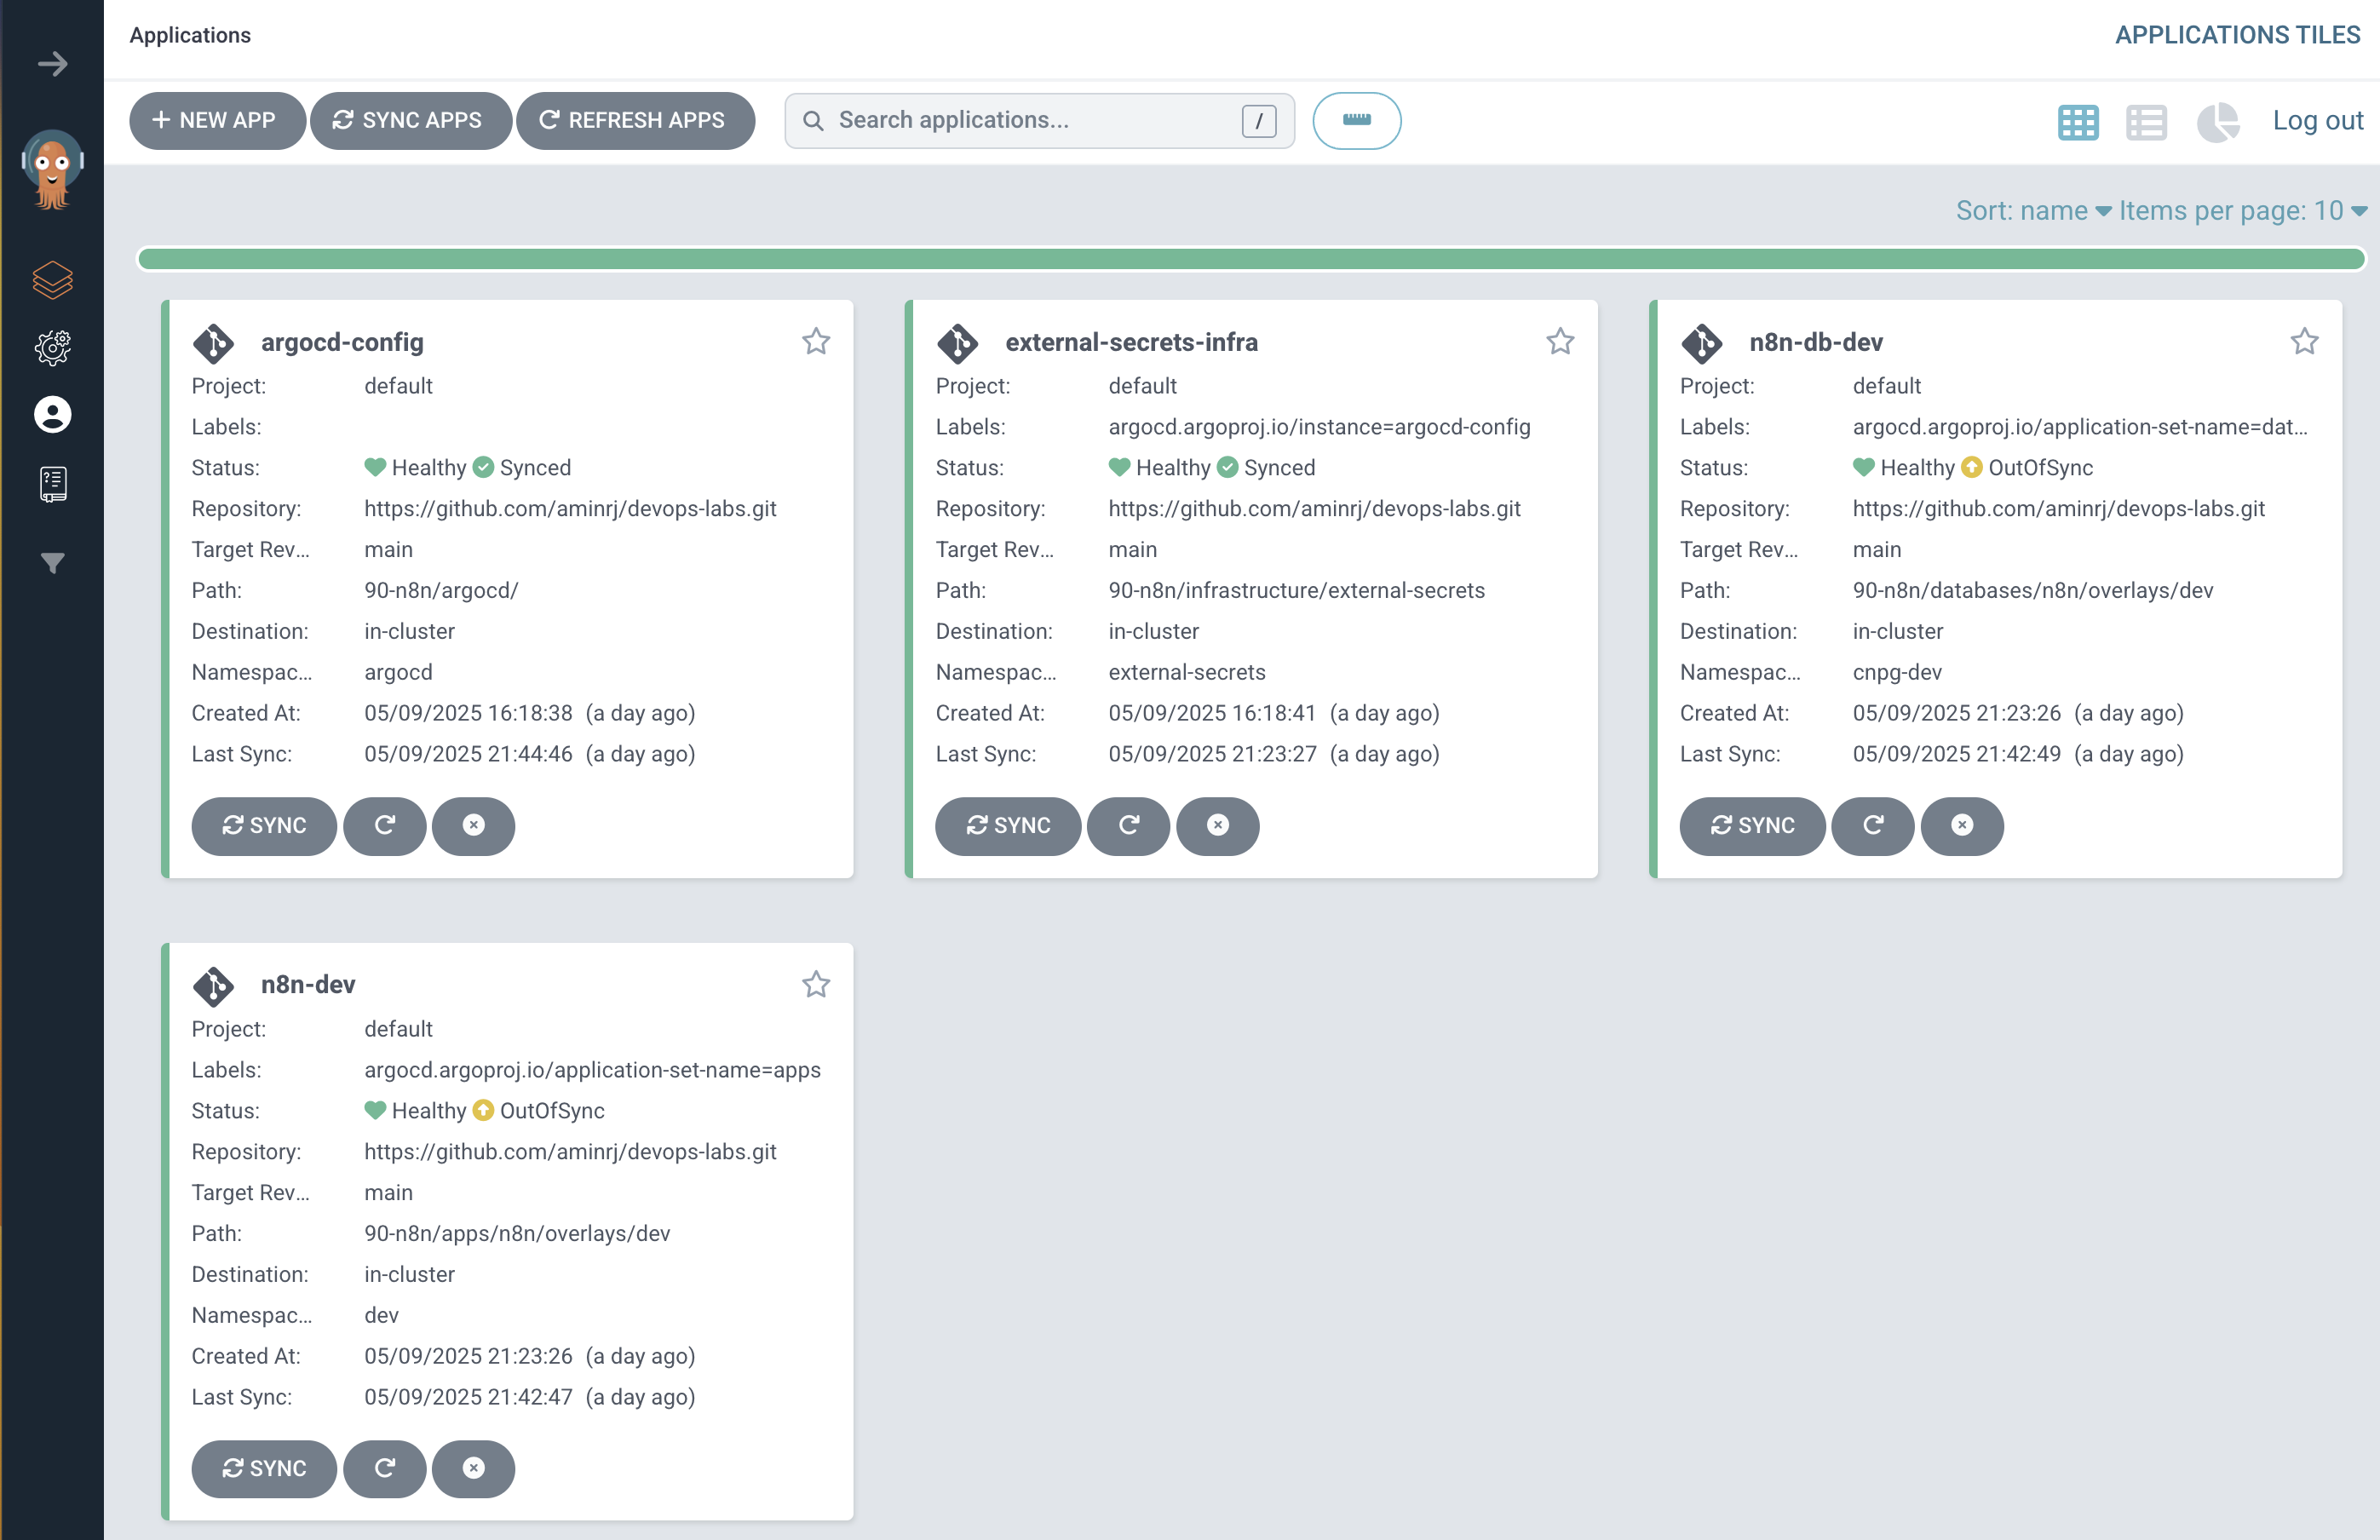 Applications
APPLICATIONS TILES
NEW APP
SYNC APPS
REFRESH APPS
Search applications...
/
Log out
Sort: name
Items per page: 10
argocd-config
Project: default
Labels:
Status: Healthy Synced
Repository: https://github.com/aminrj/devops-labs.git
Target Rev... main
Path: 90-n8n/argocd/
Destination: in-cluster
Namespac... argocd
Created At: 05/09/2025 16:18:38 (a day ago)
Last Sync: 05/09/2025 21:44:46 (a day ago)
SYNC
external-secrets-infra
Project: default
Labels: argocd.argoproj.io/instance=argocd-config
Status: Healthy Synced
Repository: https://github.com/aminrj/devops-labs.git
Target Rev... main
Path: 90-n8n/infrastructure/external-secrets
Destination: in-cluster
Namespac... external-secrets
Created At: 05/09/2025 16:18:41 (a day ago)
Last Sync: 05/09/2025 21:23:27 (a day ago)
SYNC
n8n-db-dev
Project: default
Labels: argocd.argoproj.io/application-set-name=dat...
Status: Healthy OutOfSync
Repository: https://github.com/aminrj/devops-labs.git
Target Rev... main
Path: 90-n8n/databases/n8n/overlays/dev
Destination: in-cluster
Namespac... cnpg-dev
Created At: 05/09/2025 21:23:26 (a day ago)
Last Sync: 05/09/2025 21:42:49 (a day ago)
SYNC
n8n-dev
Project: default
Labels: argocd.argoproj.io/application-set-name=apps
Status: Healthy OutOfSync
Repository: https://github.com/aminrj/devops-labs.git
Target Rev... main
Path: 90-n8n/apps/n8n/overlays/dev
Destination: in-cluster
Namespac... dev
Created At: 05/09/2025 21:23:26 (a day ago)
Last Sync: 05/09/2025 21:42:47 (a day ago)
SYNC